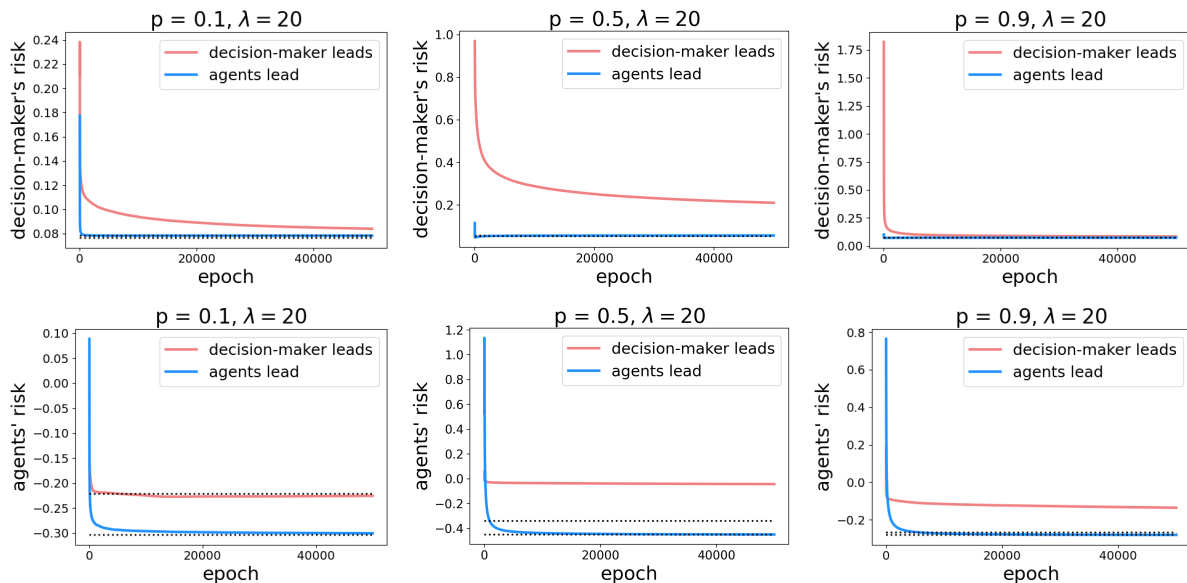 p = 0.1, λ = 20
decision-maker's risk
0.24
0.22
0.20
0.18
0.16
0.14
0.12
0.10
0.08
decision-maker leads
agents lead
0 20000 40000
epoch
p = 0.5, λ = 20
decision-maker's risk
1.0
0.8
0.6
0.4
0.2
decision-maker leads
agents lead
0 20000 40000
epoch
p = 0.9, λ = 20
decision-maker's risk
1.75
1.50
1.25
1.00
0.75
0.50
0.25
0.00
decision-maker leads
agents lead
0 20000 40000
epoch
p = 0.1, λ = 20
agents' risk
0.10
0.05
0.00
−0.05
−0.10
−0.15
−0.20
−0.25
−0.30
decision-maker leads
agents lead
0 20000 40000
epoch
p = 0.5, λ = 20
agents' risk
1.2
1.0
0.8
0.6
0.4
0.2
0.0
−0.2
−0.4
decision-maker leads
agents lead
0 20000 40000
epoch
p = 0.9, λ = 20
agents' risk
0.8
0.6
0.4
0.2
0.0
−0.2
decision-maker leads
agents lead
0 20000 40000
epoch